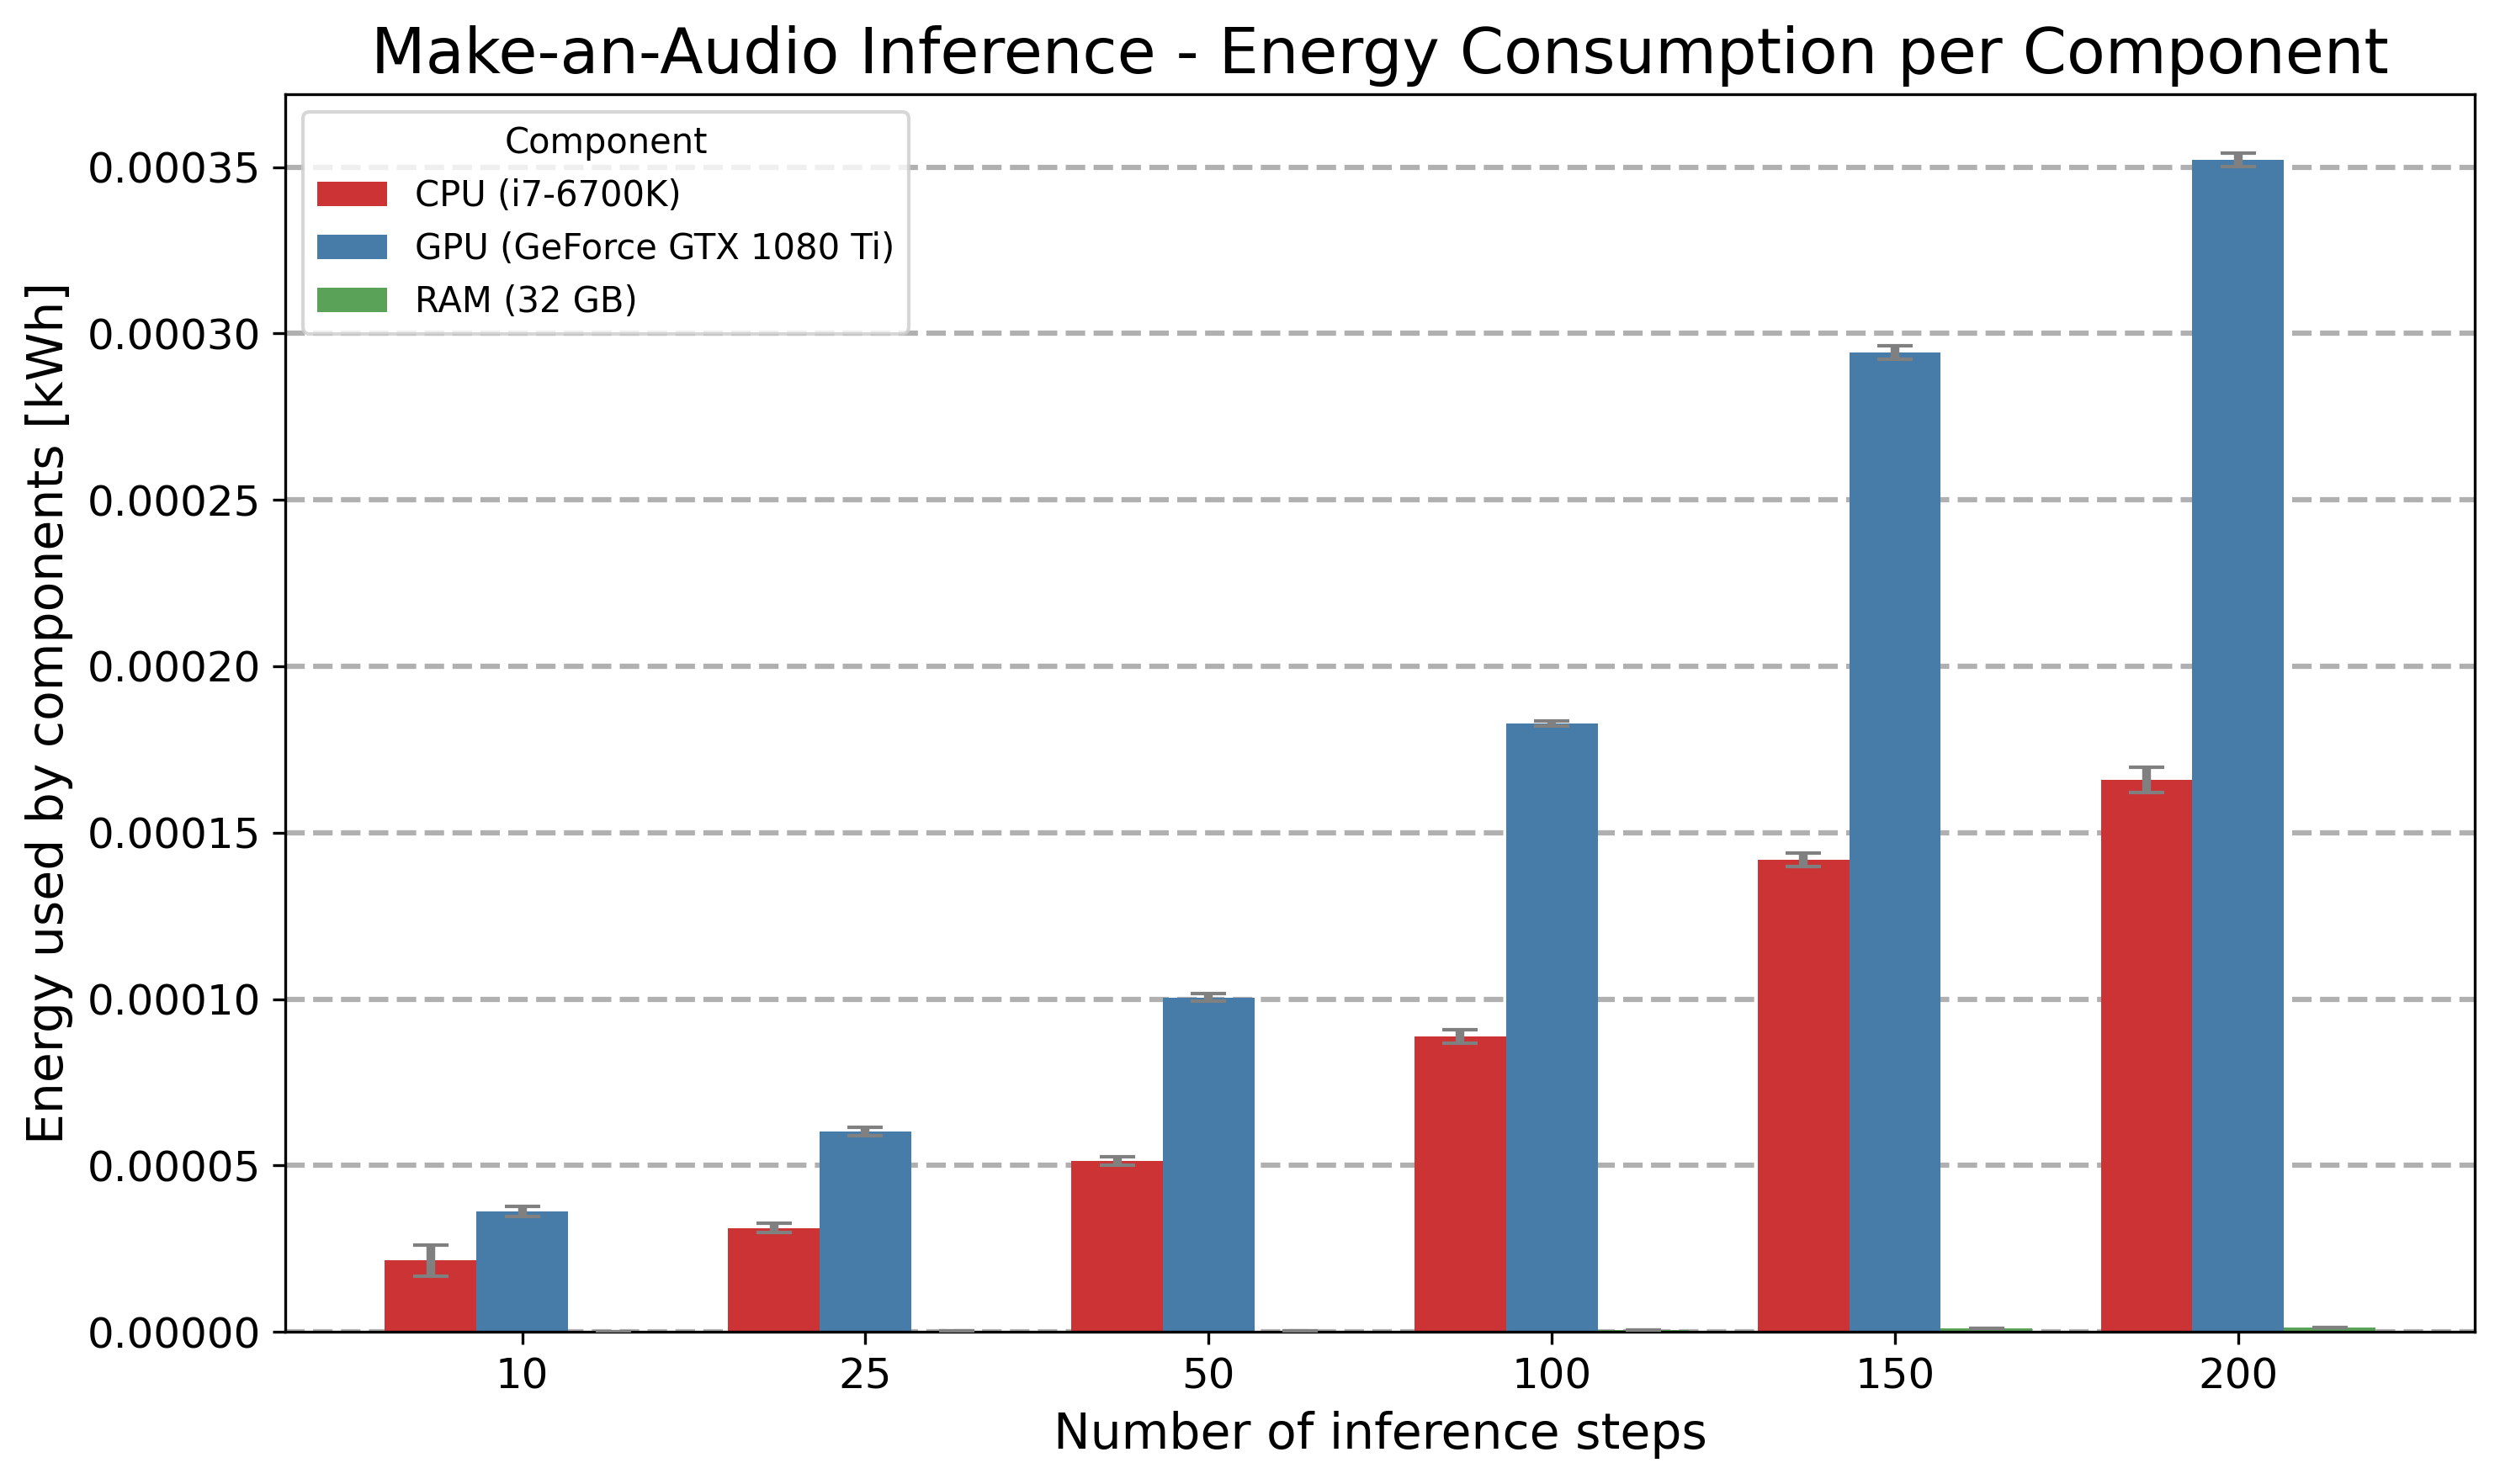 Make-an-Audio Inference - Energy Consumption per Component
Component
CPU (i7-6700K)
GPU (GeForce GTX 1080 Ti)
RAM (32 GB)
Energy used by components [kWh]
0.00035
0.00030
0.00025
0.00020
0.00015
0.00010
0.00005
0.00000
10 25 50 100 150 200
Number of inference steps